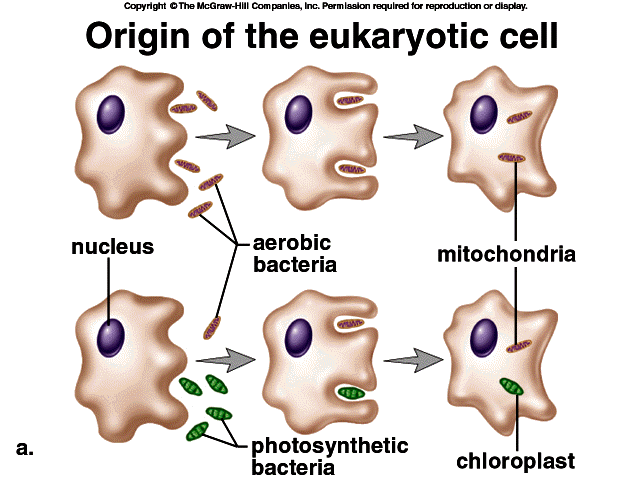 Copyright © The McGraw-Hill Companies, Inc. Permission required for reproduction or display.
Origin of the eukaryotic cell
nucleus
aerobic
bacteria
mitochondria
photosynthetic
bacteria
chloroplast
a.